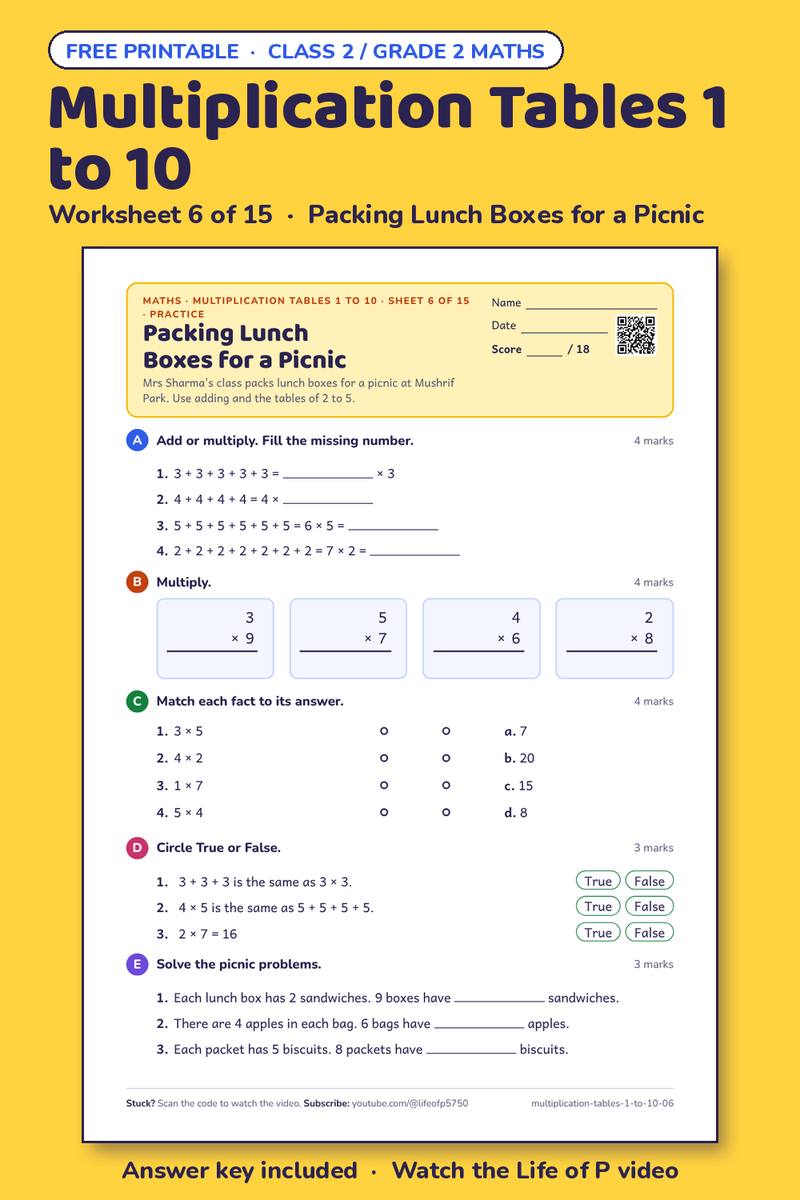 FREE PRINTABLE · CLASS 2 / GRADE 2 MATHS
Multiplication Tables 1
to 10
Worksheet 6 of 15 · Packing Lunch Boxes for a Picnic
MATHS · MULTIPLICATION TABLES 1 TO 10 · SHEET 6 OF 15
· PRACTICE
Packing Lunch
Boxes for a Picnic
Mrs Sharma's class packs lunch boxes for a picnic at Mushrif
Park. Use adding and the tables of 2 to 5.
Name ____________
Date ____________
Score ______ / 18
A Add or multiply. Fill the missing number. 4 marks
1. 3 + 3 + 3 + 3 + 3 = ____________ × 3
2. 4 + 4 + 4 + 4 = 4 × ____________
3. 5 + 5 + 5 + 5 + 5 + 5 = 6 × 5 = ____________
4. 2 + 2 + 2 + 2 + 2 + 2 + 2 = 7 × 2 = ____________
B Multiply. 4 marks
3 5 4 2
× 9 × 7 × 6 × 8
C Match each fact to its answer. 4 marks
1. 3 × 5 a. 7
2. 4 × 2 b. 20
3. 1 × 7 c. 15
4. 5 × 4 d. 8
D Circle True or False. 3 marks
1. 3 + 3 + 3 is the same as 3 × 3. True False
2. 4 × 5 is the same as 5 + 5 + 5 + 5. True False
3. 2 × 7 = 16 True False
E Solve the picnic problems. 3 marks
1. Each lunch box has 2 sandwiches. 9 boxes have ____________ sandwiches.
2. There are 4 apples in each bag. 6 bags have ____________ apples.
3. Each packet has 5 biscuits. 8 packets have ____________ biscuits.
Stuck? Scan the code to watch the video. Subscribe: youtube.com/@lifeofp5750 multiplication-tables-1-to-10-06
Answer key included · Watch the Life of P video